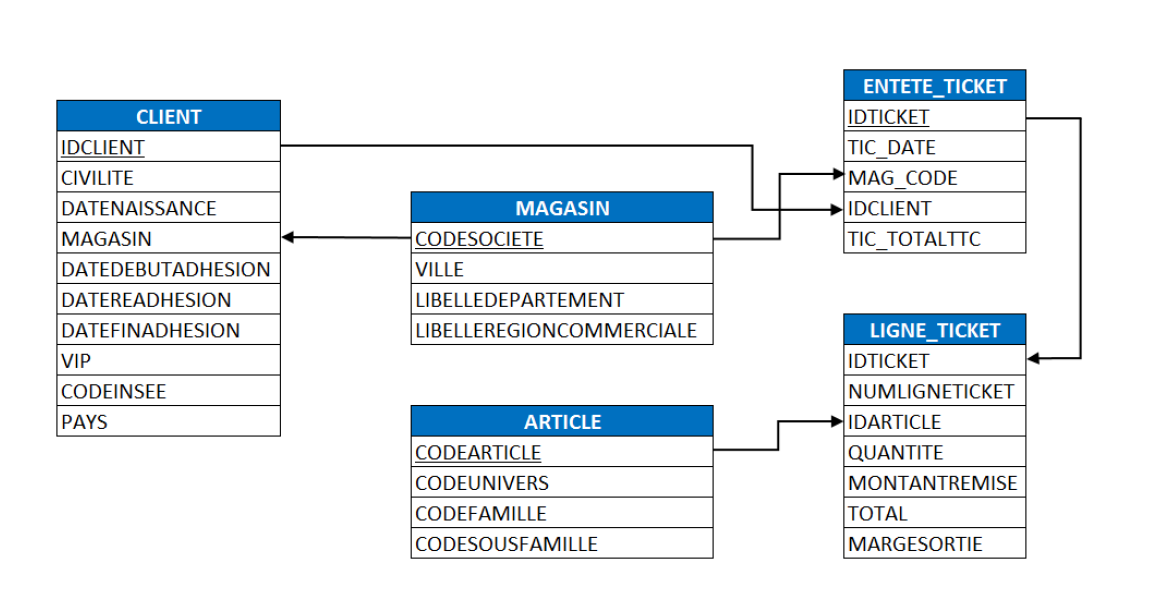 CLIENT
IDCLIENT
CIVILITE
DATENAISSANCE
MAGASIN
DATEDEBUTADHESION
DATEREADHESION
DATEFINADHESION
VIP
CODEINSEE
PAYS
MAGASIN
CODESOCIETE
VILLE
LIBELLEDEPARTEMENT
LIBELLEREGIONCOMMERCIALE
ARTICLE
CODEARTICLE
CODEUNIVERS
CODEFAMILLE
CODESOUSFAMILLE
ENTETE_TICKET
IDTICKET
TIC_DATE
MAG_CODE
IDCLIENT
TIC_TOTALTTC
LIGNE_TICKET
IDTICKET
NUMLIGNETICKET
IDARTICLE
QUANTITE
MONTANTREMISE
TOTAL
MARGESORTIE